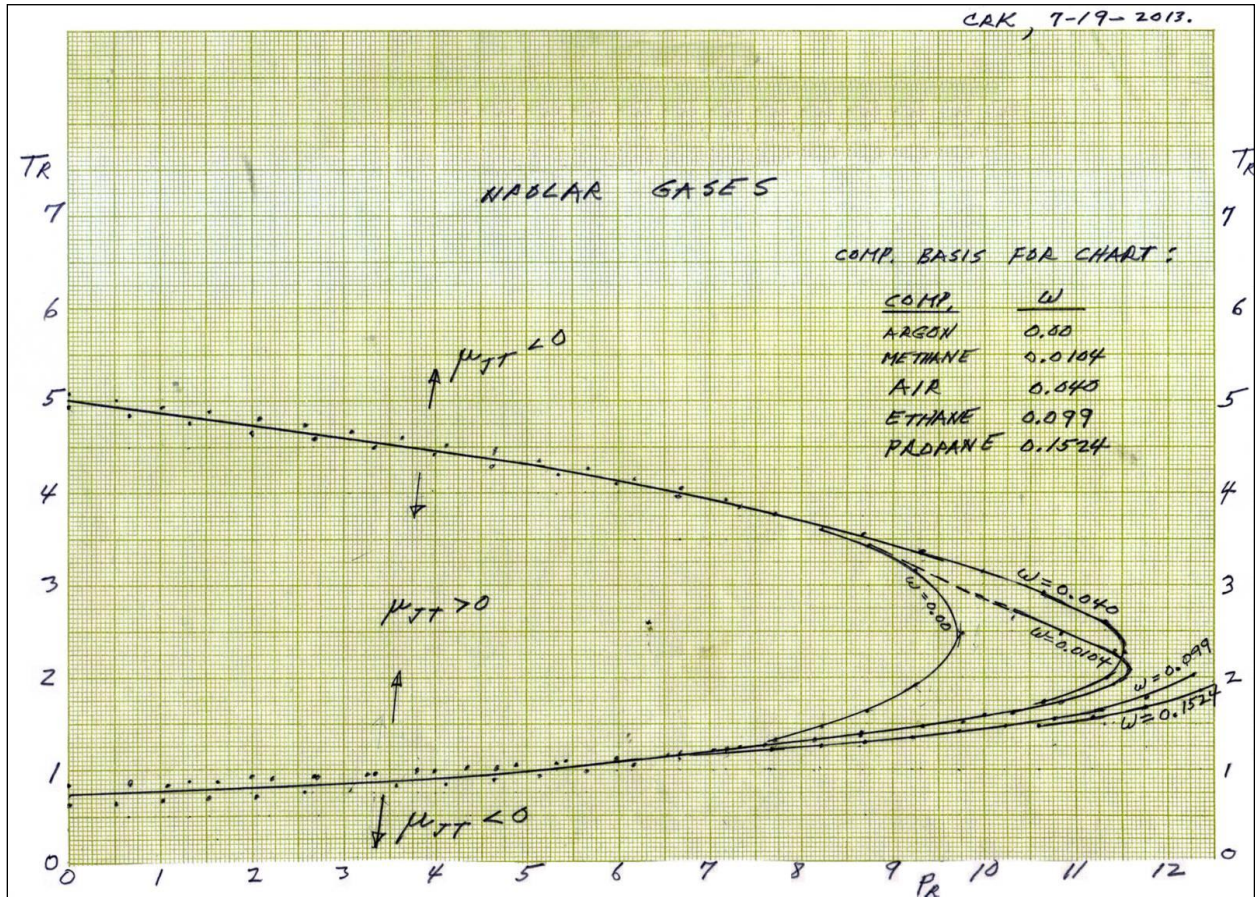 CRK, 7-19-2013.
TR TR
NPOLAR GASES
7 7
COMP. BASIS FOR CHART:
COMP. ω
6 6
ARGON 0.00
METHANE 0.0104
AIR 0.040
ETHANE 0.099
PROPANE 0.1524
μJT < 0
5 5
4 4
3 3
ω=0.040
ω=0.00
μJT > 0
ω=0.0104
ω=0.099
2 2
ω=0.1524
1 1
μJT < 0
0 0
0 1 2 3 4 5 6 7 8 9 10 11 12
PR